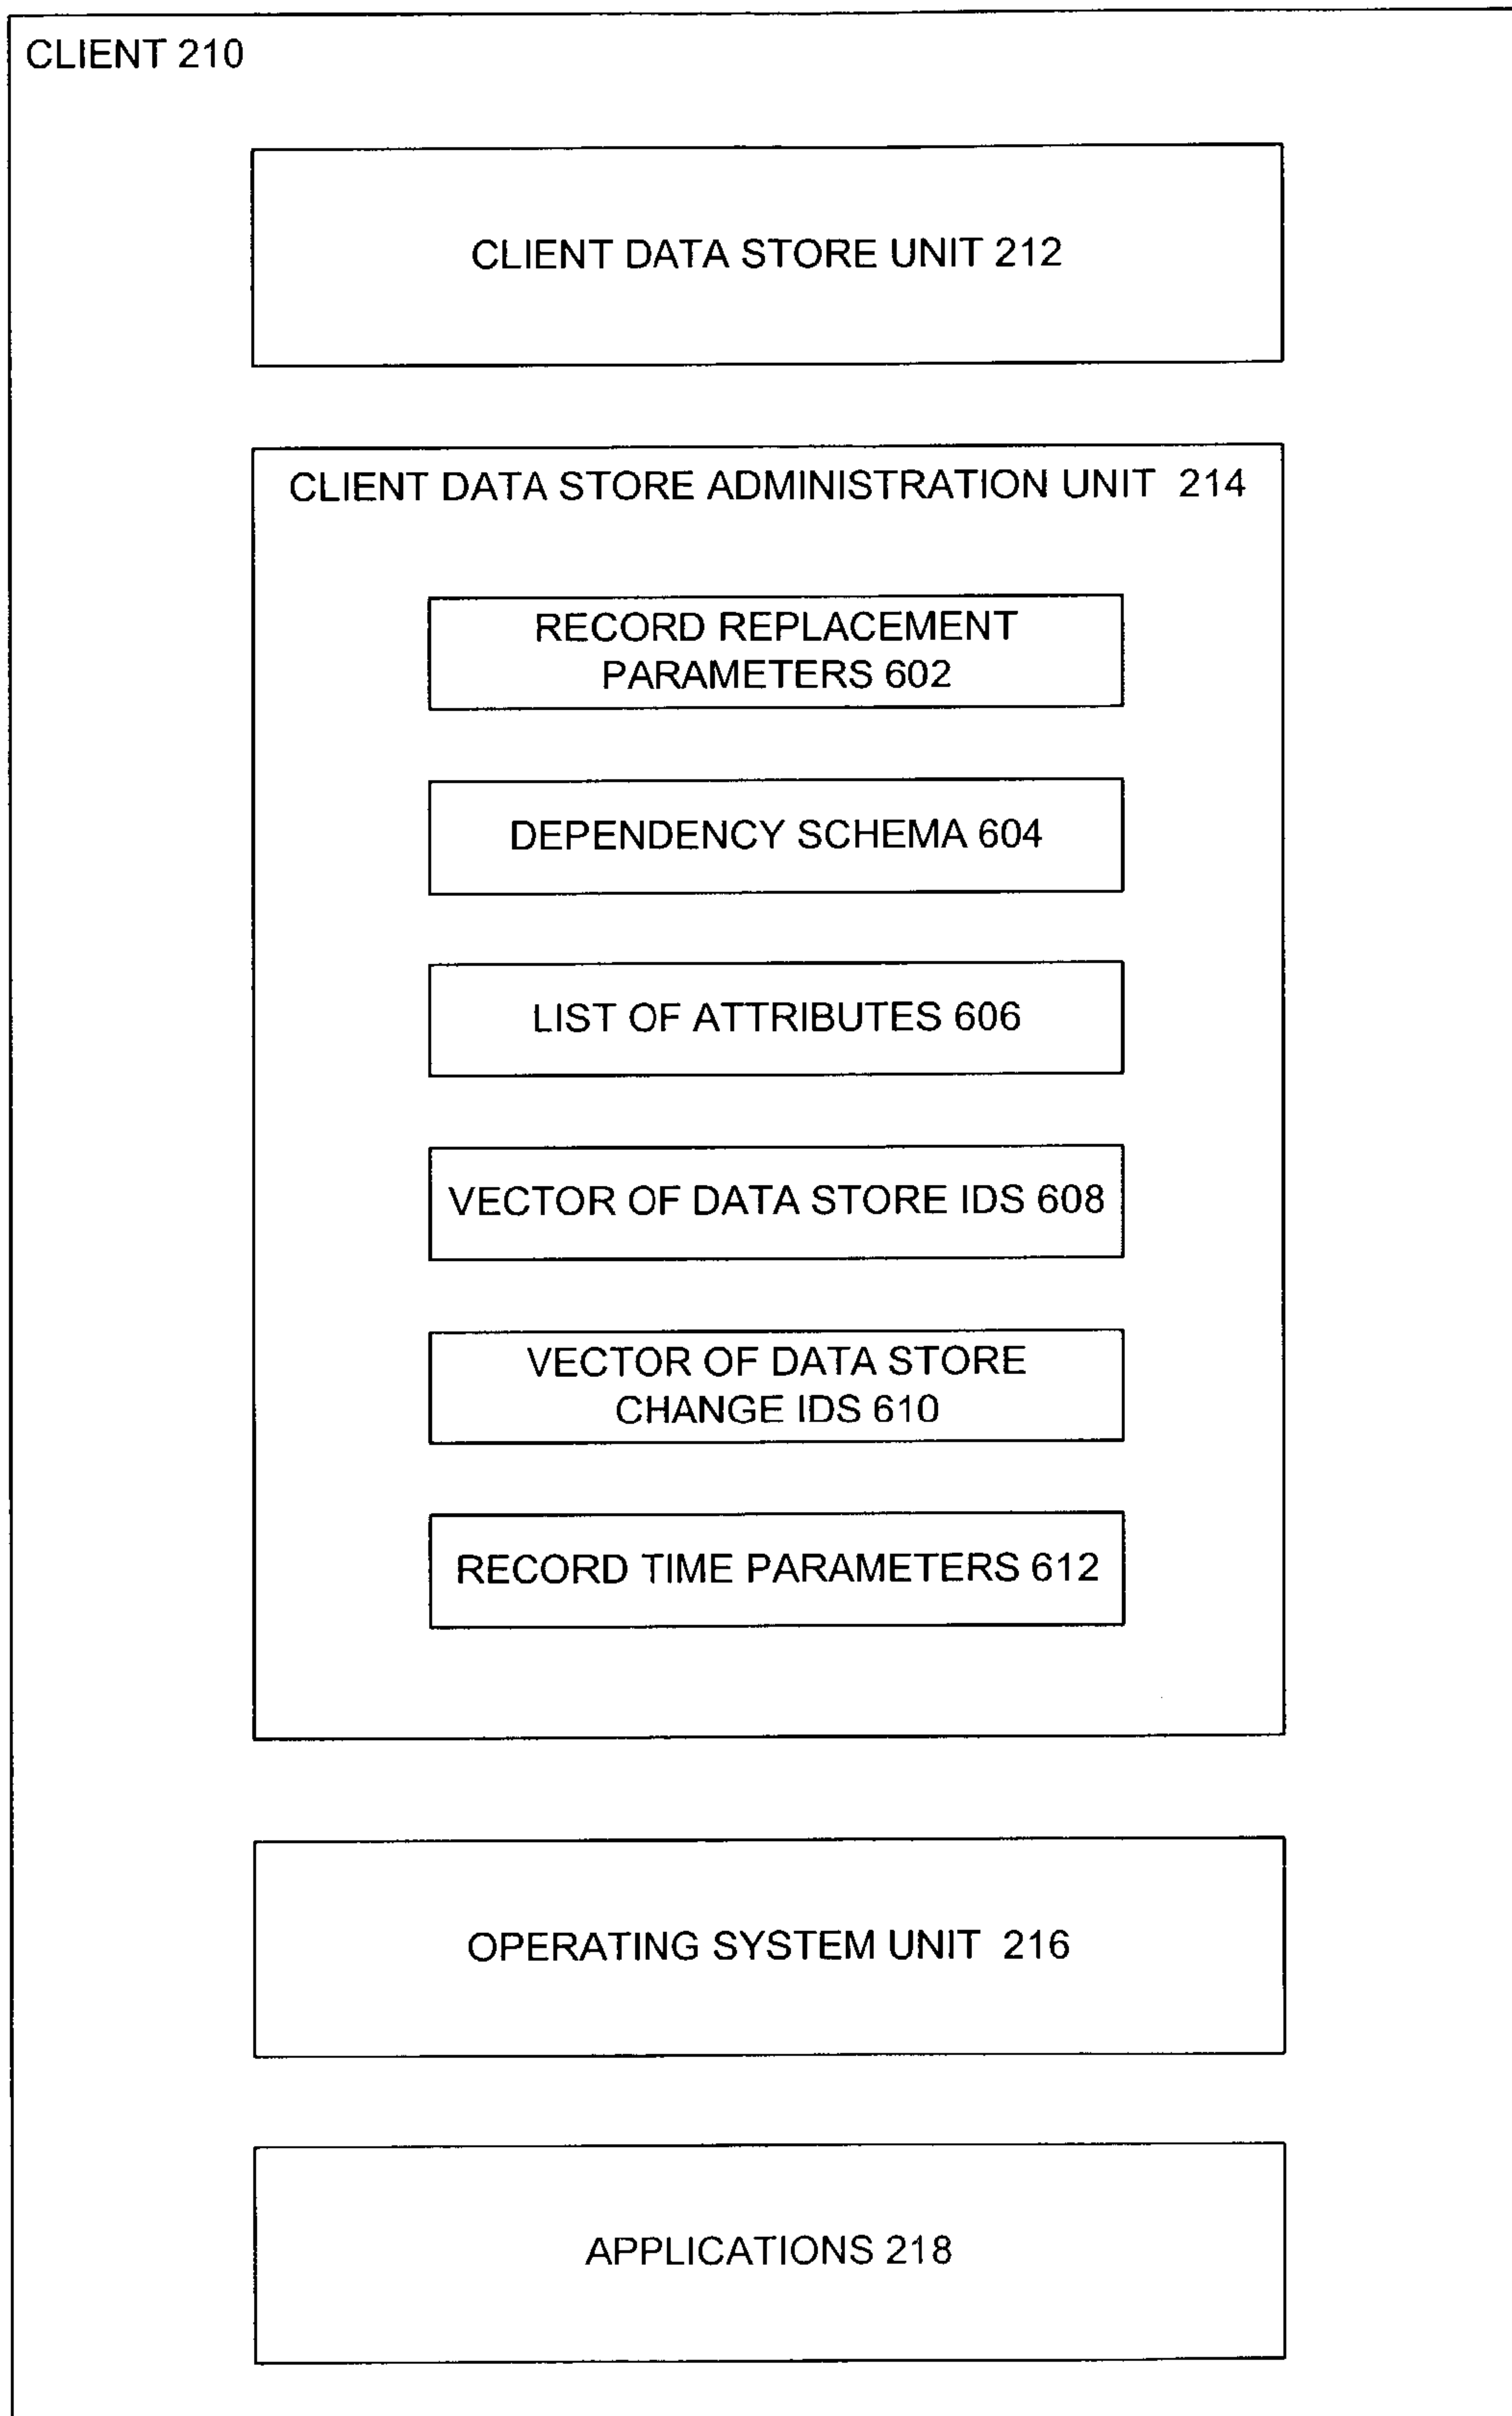 CLIENT 210
CLIENT DATA STORE UNIT 212
CLIENT DATA STORE ADMINISTRATION UNIT 214
RECORD REPLACEMENT
PARAMETERS 602
DEPENDENCY SCHEMA 604
LIST OF ATTRIBUTES 606
VECTOR OF DATA STORE IDS 608
VECTOR OF DATA STORE
CHANGE IDS 610
RECORD TIME PARAMETERS 612
OPERATING SYSTEM UNIT 216
APPLICATIONS 218